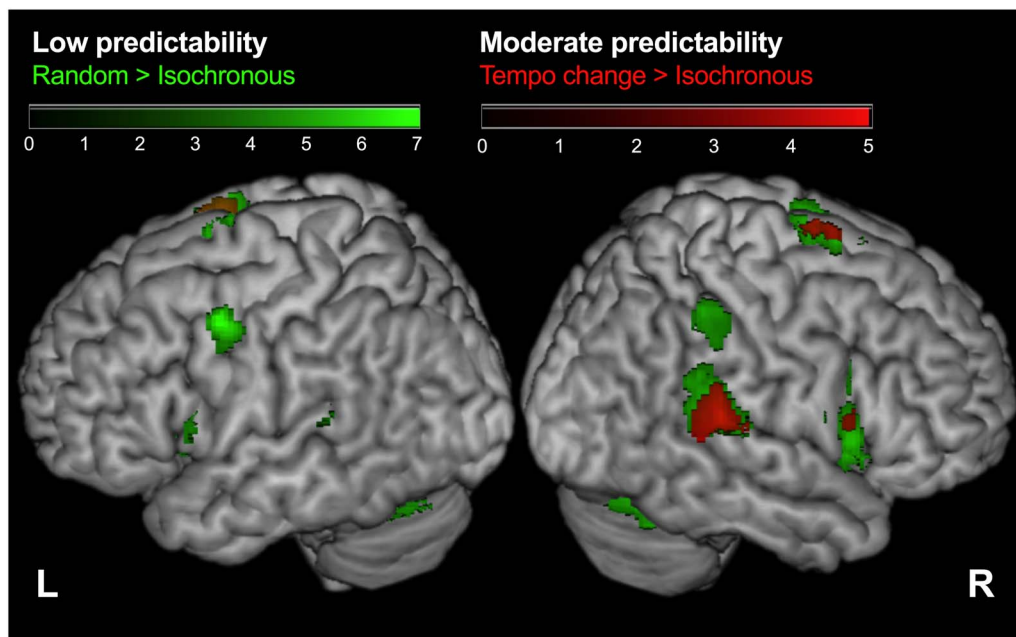 Low predictability
Random > Isochronous
0 1 2 3 4 5 6 7
Moderate predictability
Tempo change > Isochronous
0 1 2 3 4 5
L
R